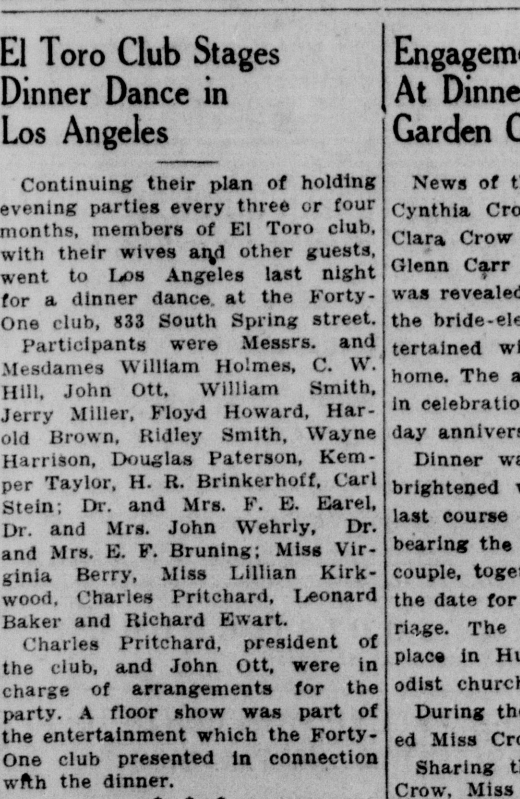 El Toro Club Stages
Dinner Dance in
Los Angeles
Continuing their plan of holding
evening parties every three or four
months, members of El Toro club,
with their wives and other guests,
went to Los Angeles last night
for a dinner dance at the Forty-
One club, 833 South Spring street.
Participants were Messrs. and
Mesdames William Holmes, C. W.
Hill, John Ott, William Smith,
Jerry Miller, Floyd Howard, Har-
old Brown, Ridley Smith, Wayne
Harrison, Douglas Paterson, Kem-
per Taylor, H. R. Brinkerhoff, Carl
Stein; Dr. and Mrs. F. E. Earel,
Dr. and Mrs. John Wehrly, Dr.
and Mrs. E. F. Bruning; Miss Vir-
ginia Berry, Miss Lillian Kirk-
wood, Charles Pritchard, Leonard
Baker and Richard Ewart.
Charles Pritchard, president of
the club, and John Ott, were in
charge of arrangements for the
party. A floor show was part of
the entertainment which the Forty-
One club presented in connection
with the dinner.
Engagem
At Dinne
Garden C
News of t
Cynthia Cro
Clara Crow
Glenn Carr
was revealed
the bride-ele
tertained wi
home. The a
in celebratio
day annivers
Dinner wa
brightened
last course
bearing the
couple, toge
the date for
riage. The
place in Hu
odist church
During th
ed Miss Cro
Sharing t
Crow, Miss